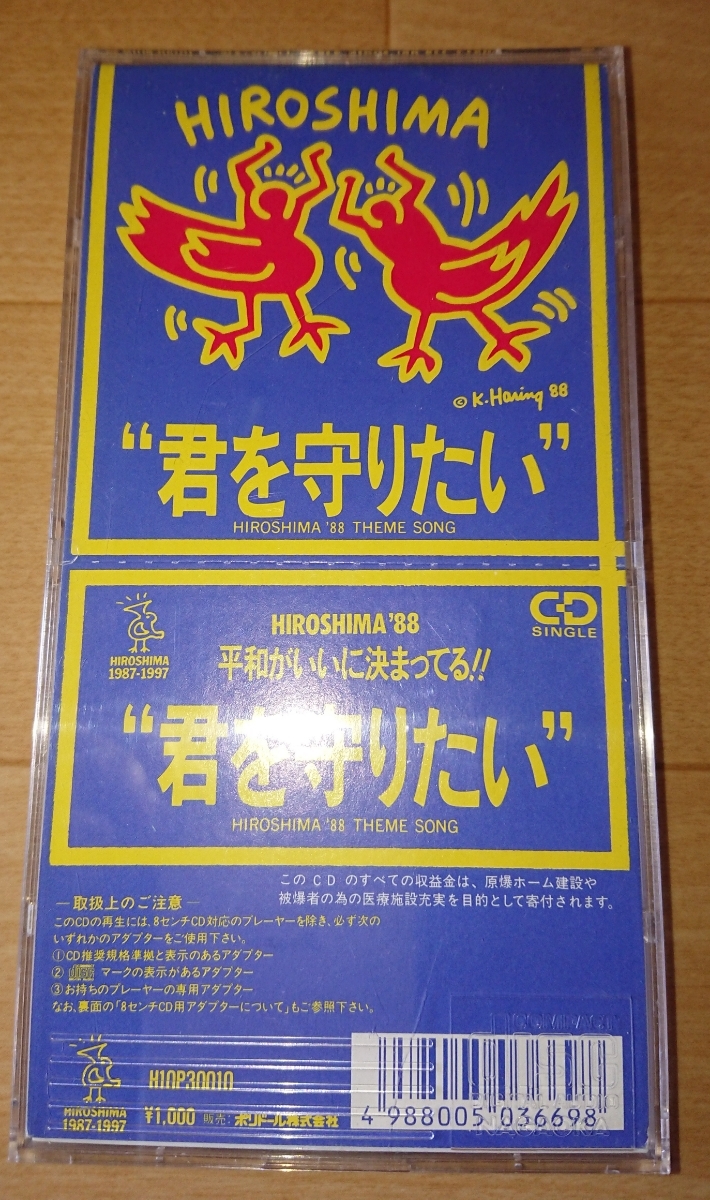 HIROSHIMA
© K.Haring 88
“君を守りたい”
HIROSHIMA '88 THEME SONG
HIROSHIMA
1987-1997
HIROSHIMA'88
CD
SINGLE
平和がいいに決まってる!!
“君を守りたい”
HIROSHIMA '88 THEME SONG
このCDのすべての収益金は、原爆ホーム建設や
被爆者の為の医療施設充実を目的として寄付されます。
―取扱上のご注意―
このCDの再生には、8センチCD対応のプレーヤーを除き、必ず次の
いずれかのアダプターをご使用下さい。
①CD推奨規格準拠と表示のあるアダプター
② マークの表示があるアダプター
③お持ちのプレーヤーの専用アダプター
なお、裏面の「8センチCD用アダプターについて」もご参照下さい。
HIROSHIMA
1987-1997
H10P30010
¥1,000 販売:ポリドール株式会社
4 988005 036698
COMPACT
NAGAOKA